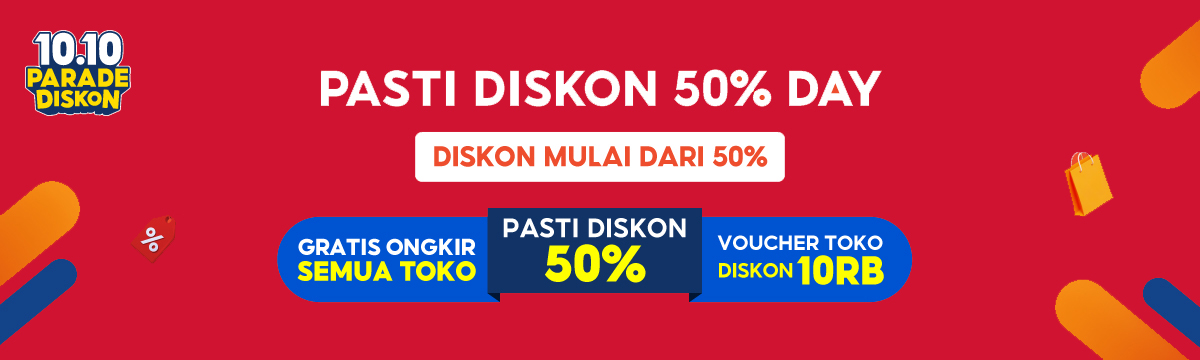 10.10
PARADE
DISKON
PASTI DISKON 50% DAY
DISKON MULAI DARI 50%
GRATIS ONGKIR
SEMUA TOKO
PASTI DISKON
50%
VOUCHER TOKO
DISKON 10RB
%